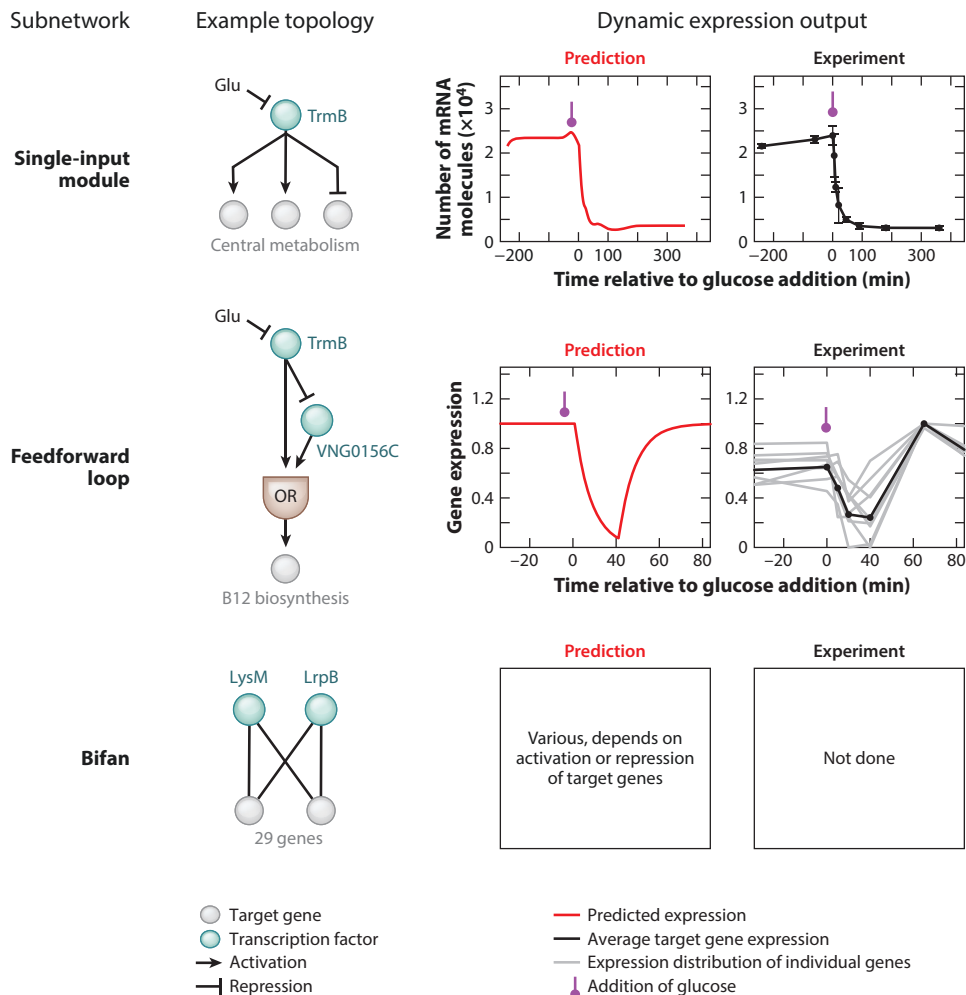 Subnetwork
Example topology
Dynamic expression output
Single-input
module
Glu
TrmB
Central metabolism
Prediction
Number of mRNA
molecules (×10⁴)
3
2
1
0
−200
0
100
300
Experiment
3
2
1
0
−200
0
100
300
Time relative to glucose addition (min)
Feedforward
loop
Glu
TrmB
VNG0156C
OR
B12 biosynthesis
Prediction
Gene expression
1.2
0.8
0.4
0
−20
0
40
60
80
Experiment
1.2
0.8
0.4
0
−20
0
40
60
80
Time relative to glucose addition (min)
Bifan
LysM
LrpB
29 genes
Prediction
Various, depends on
activation or repression
of target genes
Experiment
Not done
Target gene
Transcription factor
Activation
Repression
Predicted expression
Average target gene expression
Expression distribution of individual genes
Addition of glucose